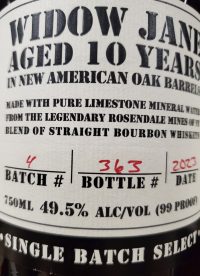 WIDOW JANE
AGED 10 YEARS
IN NEW AMERICAN OAK BARRELS
MADE WITH PURE LIMESTONE MINERAL WATER
FROM THE LEGENDARY ROSENDALE MINES OF
BLEND OF STRAIGHT BOURBON WHISKEYS
4 363 2023
BATCH # BOTTLE # DATE
750ML 49.5% ALC/VOL (99 PROOF)
•SINGLE BATCH SELECT•